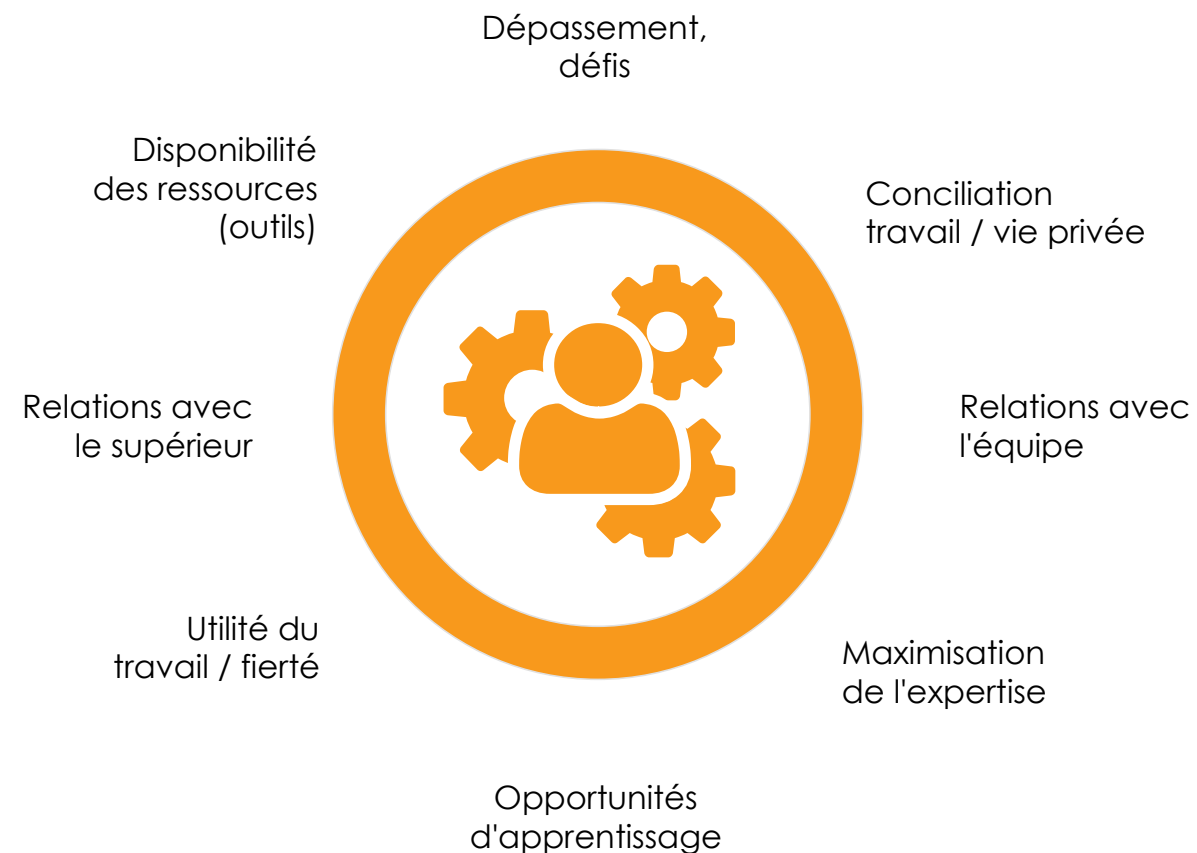 Dépassement,
défis
Disponibilité
des ressources
(outils)
Conciliation
travail / vie privée
Relations avec
le supérieur
Relations avec
l'équipe
Utilité du
travail / fierté
Maximisation
de l'expertise
Opportunités
d'apprentissage